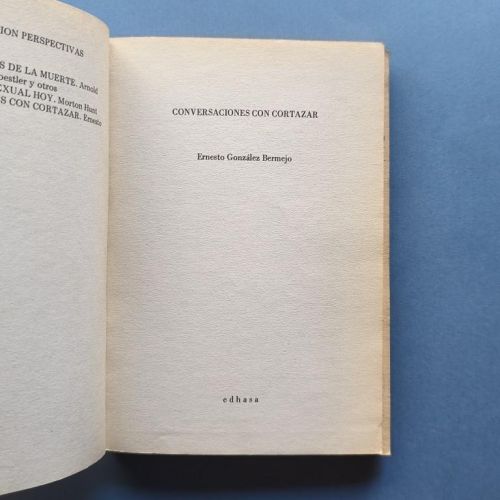 ION PERSPECTIVAS
S DE LA MUERTE. Arnold
oestler y otros
EXUAL HOY. Morton Hunt
S CON CORTAZAR. Ernesto
CONVERSACIONES CON CORTAZAR
Ernesto González Bermejo
edhasa